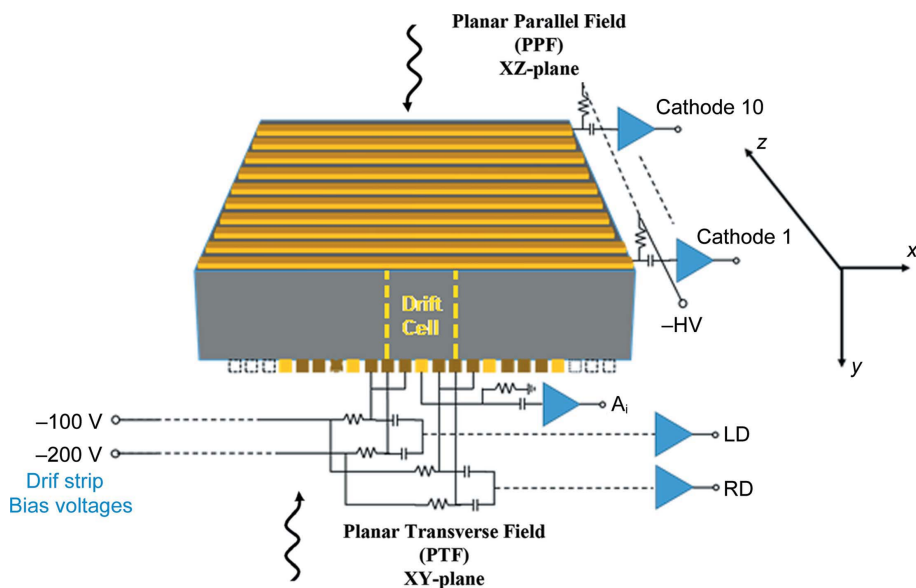 Planar Parallel Field
(PPF)
XZ-plane
Cathode 10
z
Cathode 1
x
–HV
Drift
Cell
y
A_i
–100 V
LD
–200 V
RD
Drif strip
Bias voltages
Planar Transverse Field
(PTF)
XY-plane